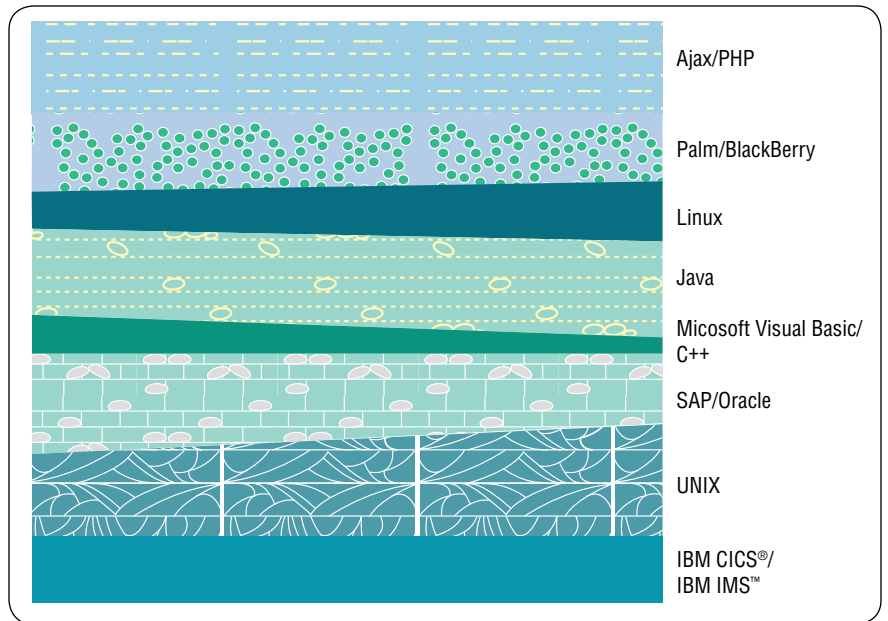 Ajax/PHP
Palm/BlackBerry
Linux
Java
Micosoft Visual Basic/
C++
SAP/Oracle
UNIX
IBM CICS®/
IBM IMS™